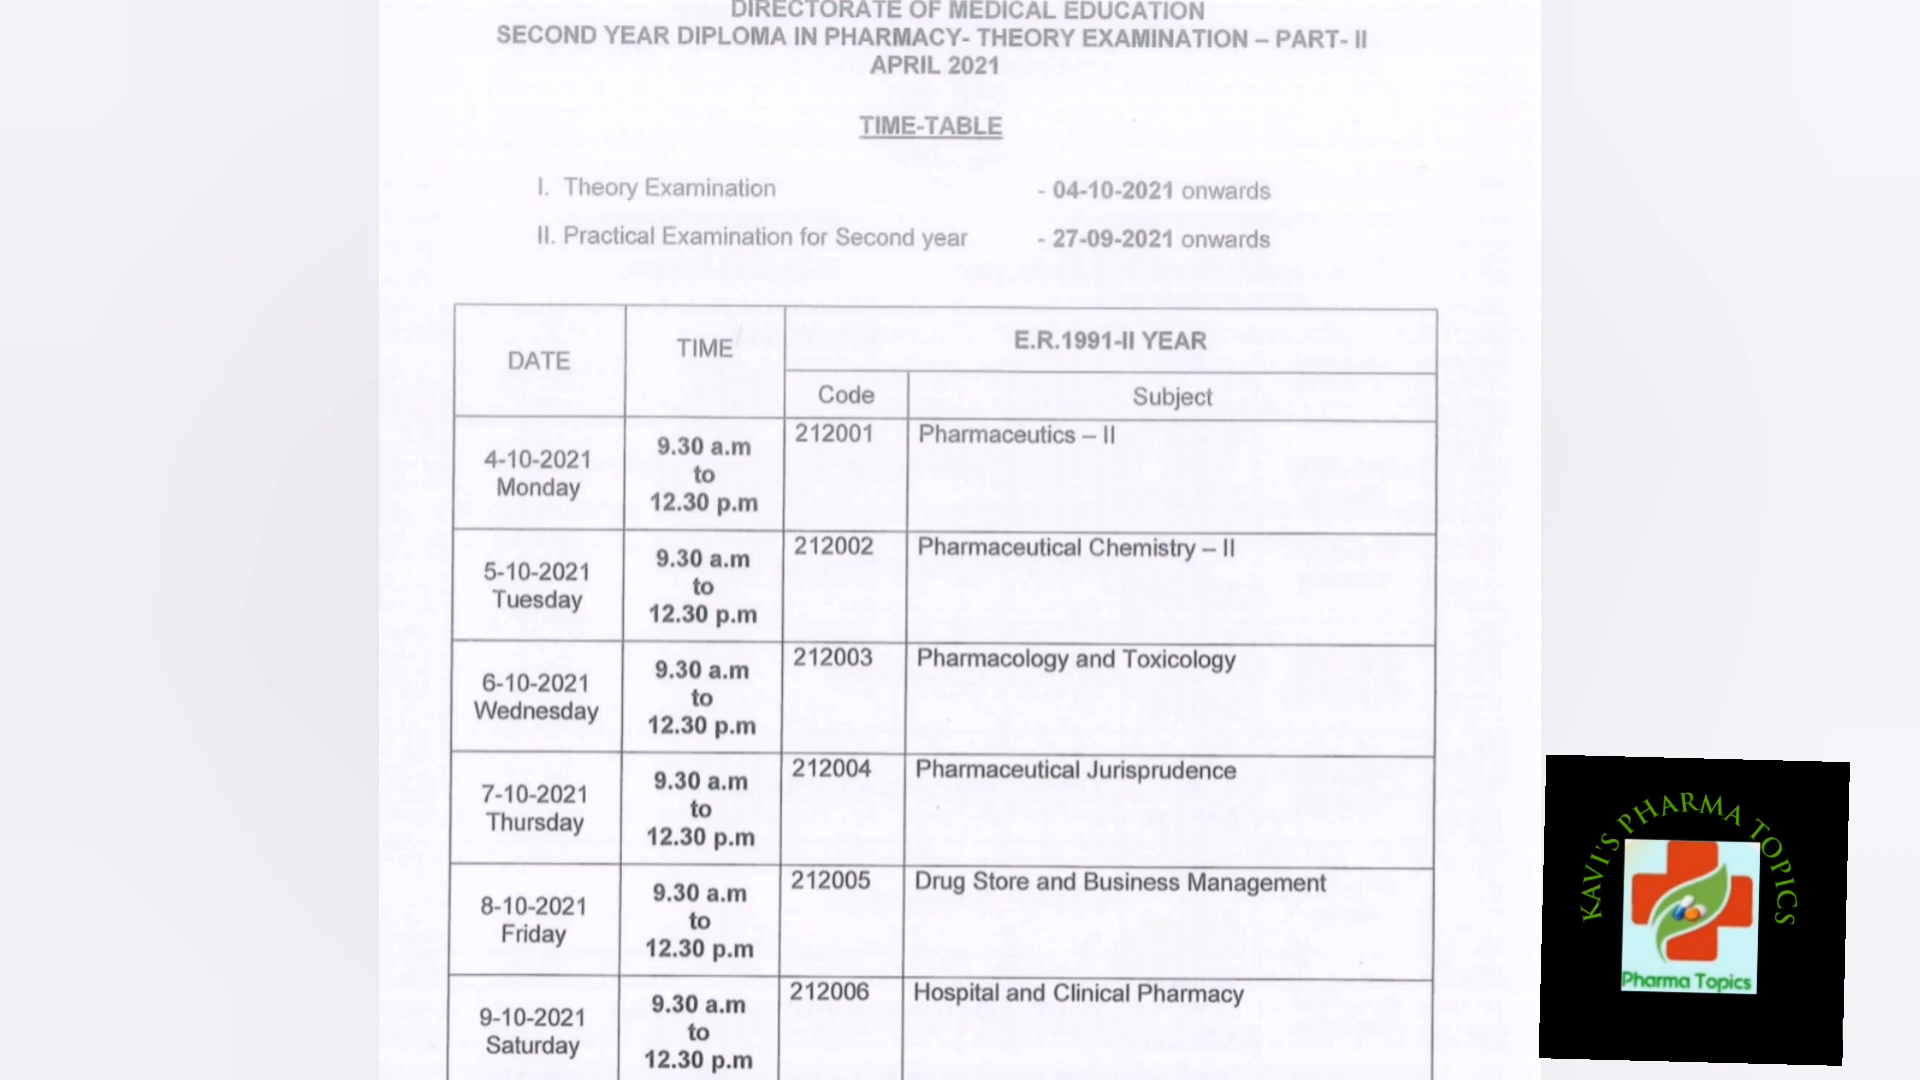 DIRECTORATE OF MEDICAL EDUCATION
SECOND YEAR DIPLOMA IN PHARMACY- THEORY EXAMINATION – PART- II
APRIL 2021
TIME-TABLE
I. Theory Examination - 04-10-2021 onwards
II. Practical Examination for Second year - 27-09-2021 onwards
DATE TIME E.R.1991-II YEAR
Code Subject
4-10-2021 Monday 9.30 a.m to 12.30 p.m 212001 Pharmaceutics – II
5-10-2021 Tuesday 9.30 a.m to 12.30 p.m 212002 Pharmaceutical Chemistry – II
6-10-2021 Wednesday 9.30 a.m to 12.30 p.m 212003 Pharmacology and Toxicology
7-10-2021 Thursday 9.30 a.m to 12.30 p.m 212004 Pharmaceutical Jurisprudence
8-10-2021 Friday 9.30 a.m to 12.30 p.m 212005 Drug Store and Business Management
9-10-2021 Saturday 9.30 a.m to 12.30 p.m 212006 Hospital and Clinical Pharmacy
KAVI'S PHARMA TOPICS
Pharma Topics